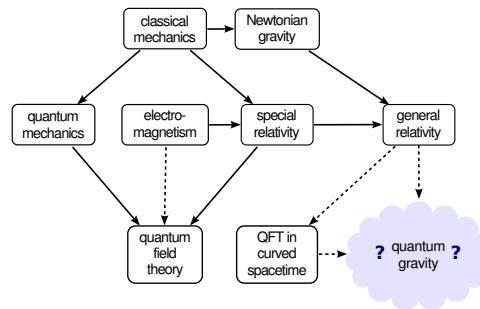 classical
mechanics
Newtonian
gravity
quantum
mechanics
electro-
magnetism
special
relativity
general
relativity
quantum
field
theory
QFT in
curved
spacetime
? quantum ?
gravity